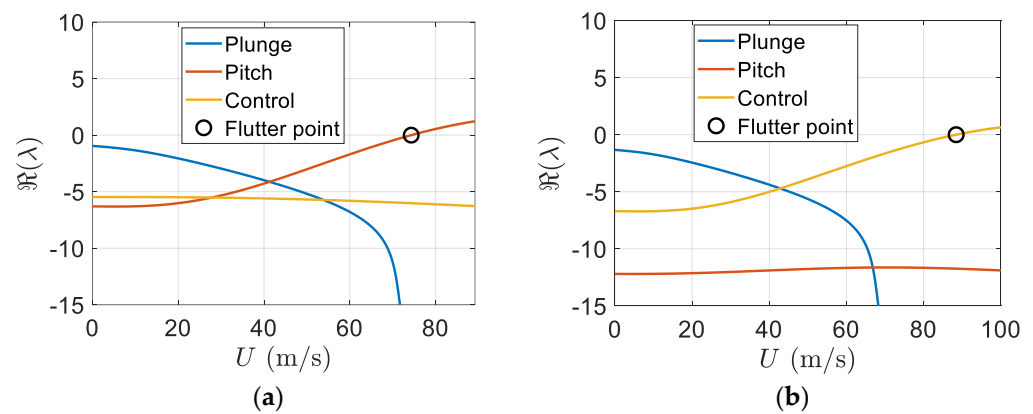 10
5
0
-5
-10
-15
ℜ(λ)
Plunge
Pitch
Control
Flutter point
0 20 40 60 80
U (m/s)
(a)
10
5
0
-5
-10
-15
ℜ(λ)
Plunge
Pitch
Control
Flutter point
0 20 40 60 80 100
U (m/s)
(b)